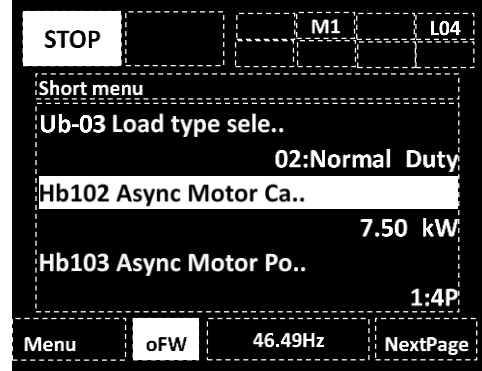 STOP M1 L04
Short menu
Ub-03 Load type sele..
02:Normal Duty
Hb102 Async Motor Ca..
7.50 kW
Hb103 Async Motor Po..
1:4P
Menu oFW 46.49Hz NextPage